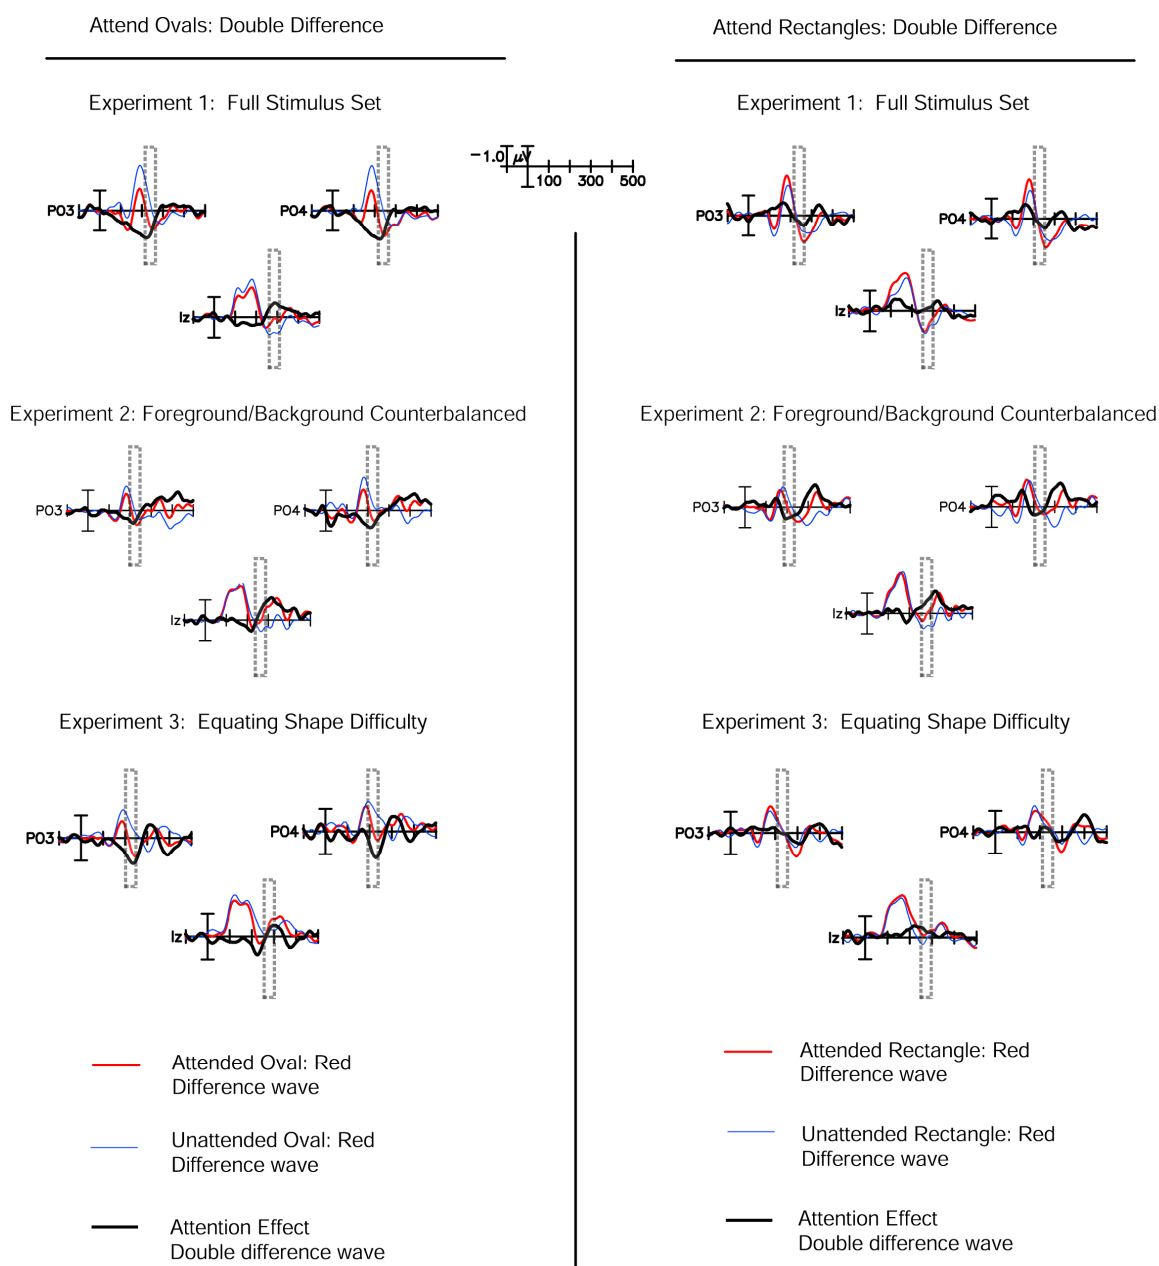 Attend Ovals: Double Difference
Attend Rectangles: Double Difference
Experiment 1: Full Stimulus Set
Experiment 1: Full Stimulus Set
−1.0 µV
100 300 500
PO3
PO4
Iz
PO3
PO4
Iz
Experiment 2: Foreground/Background Counterbalanced
Experiment 2: Foreground/Background Counterbalanced
PO3
PO4
Iz
PO3
PO4
Iz
Experiment 3: Equating Shape Difficulty
Experiment 3: Equating Shape Difficulty
PO3
PO4
Iz
PO3
PO4
Iz
Attended Oval: Red
Difference wave
Unattended Oval: Red
Difference wave
Attention Effect
Double difference wave
Attended Rectangle: Red
Difference wave
Unattended Rectangle: Red
Difference wave
Attention Effect
Double difference wave